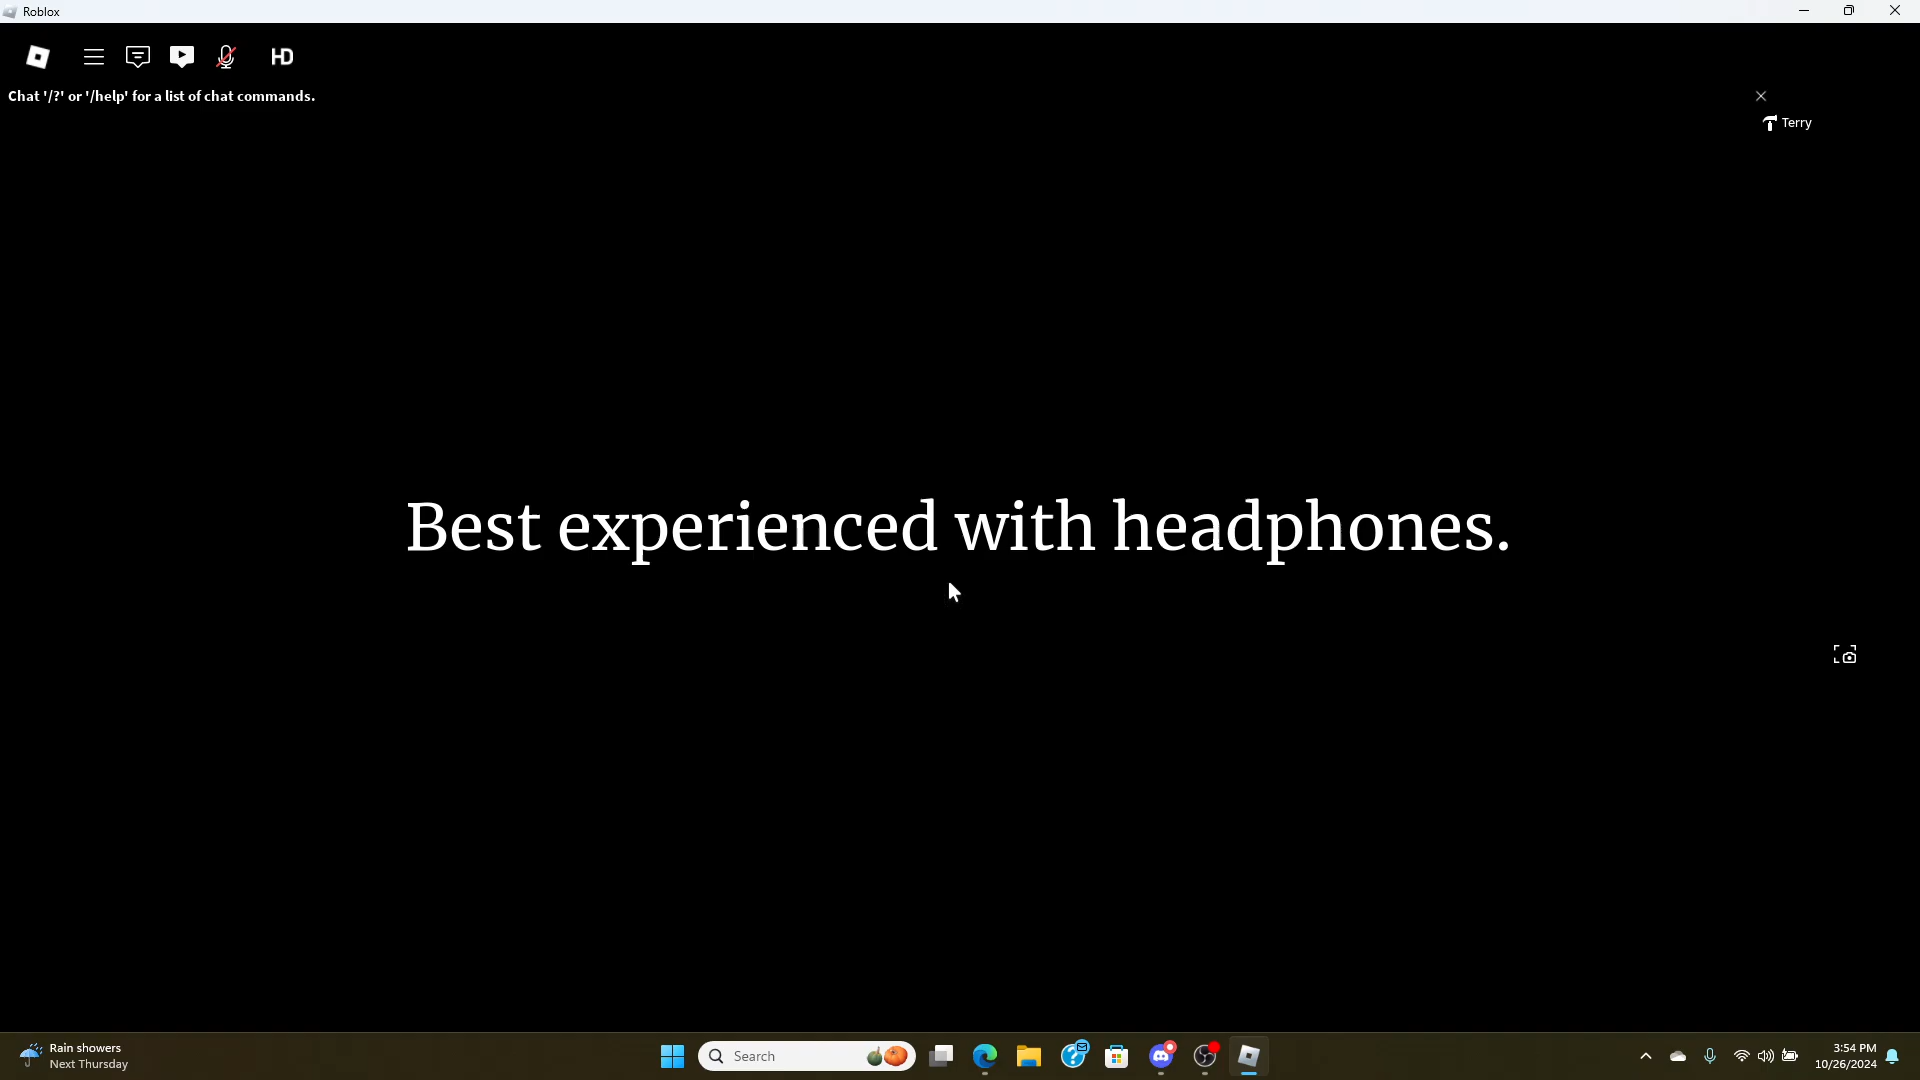 Roblox
HD
Chat '/?' or '/help' for a list of chat commands.
Terry
Best experienced with headphones.
Rain showers
Next Thursday
Search
3:54 PM
10/26/2024